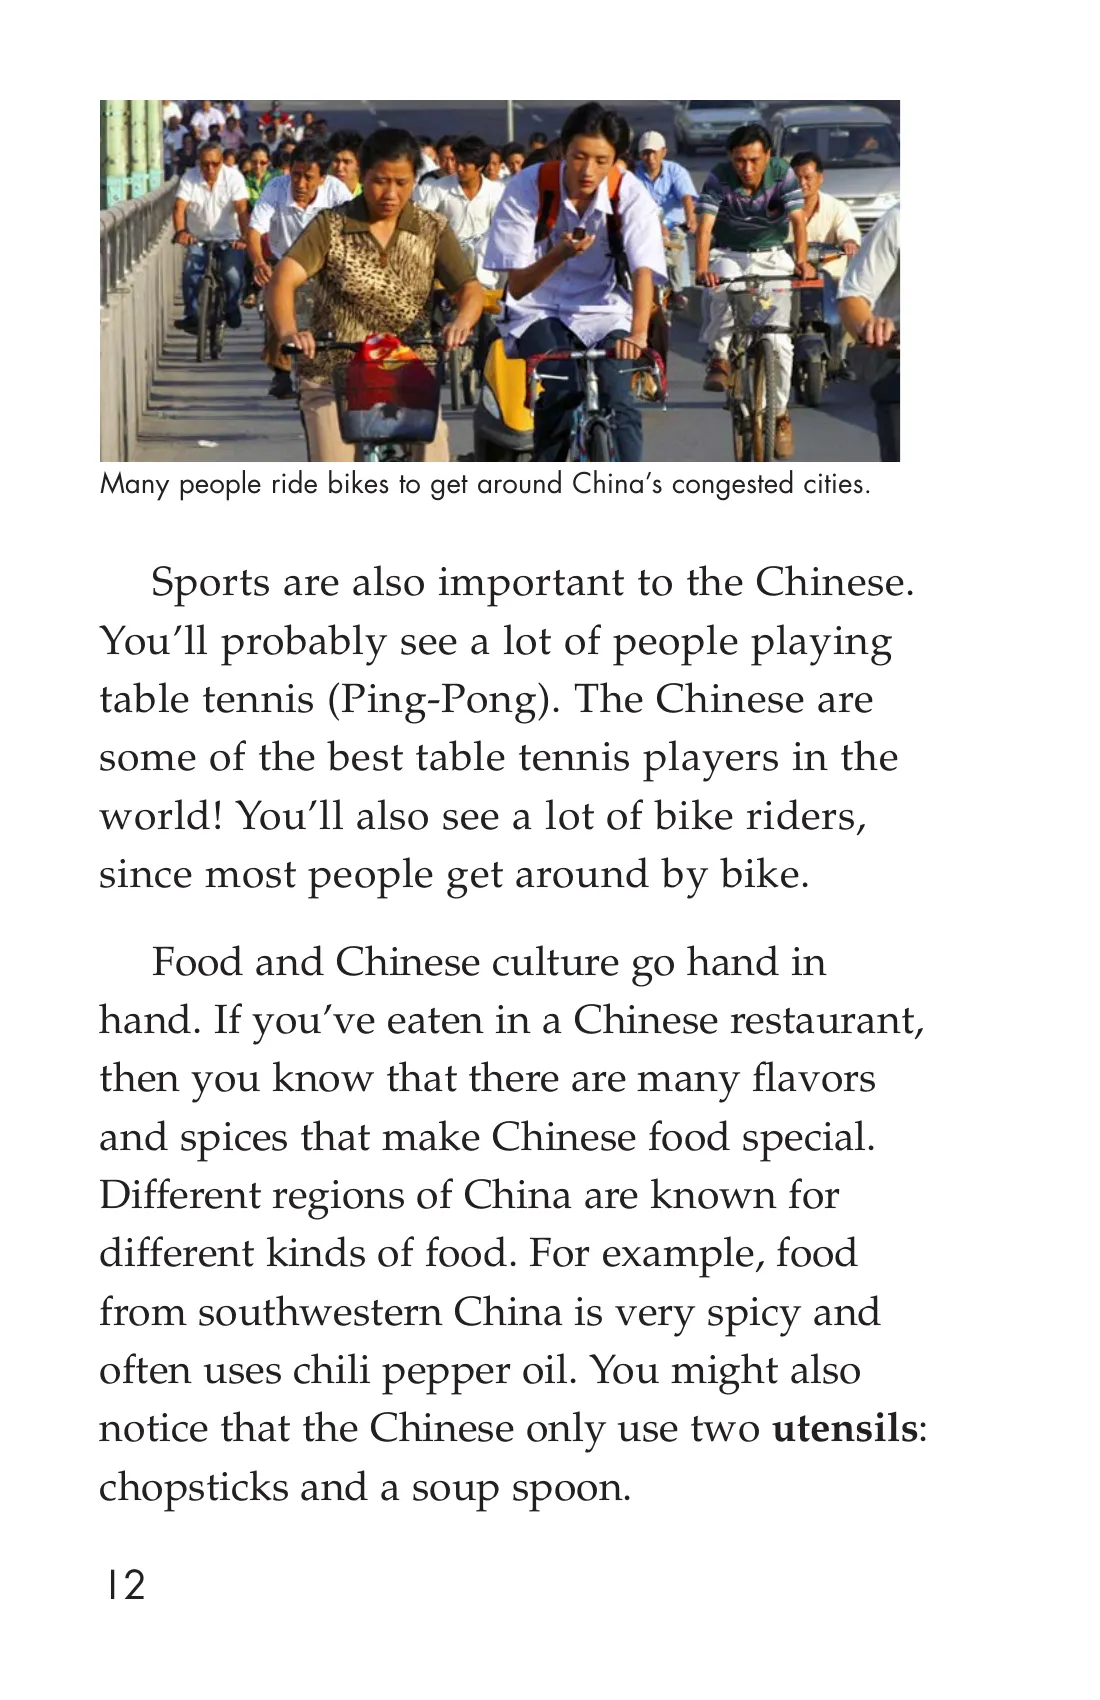 Many people ride bikes to get around China’s congested cities.
Sports are also important to the Chinese.
You’ll probably see a lot of people playing
table tennis (Ping-Pong). The Chinese are
some of the best table tennis players in the
world! You’ll also see a lot of bike riders,
since most people get around by bike.
Food and Chinese culture go hand in
hand. If you’ve eaten in a Chinese restaurant,
then you know that there are many flavors
and spices that make Chinese food special.
Different regions of China are known for
different kinds of food. For example, food
from southwestern China is very spicy and
often uses chili pepper oil. You might also
notice that the Chinese only use two utensils:
chopsticks and a soup spoon.
12